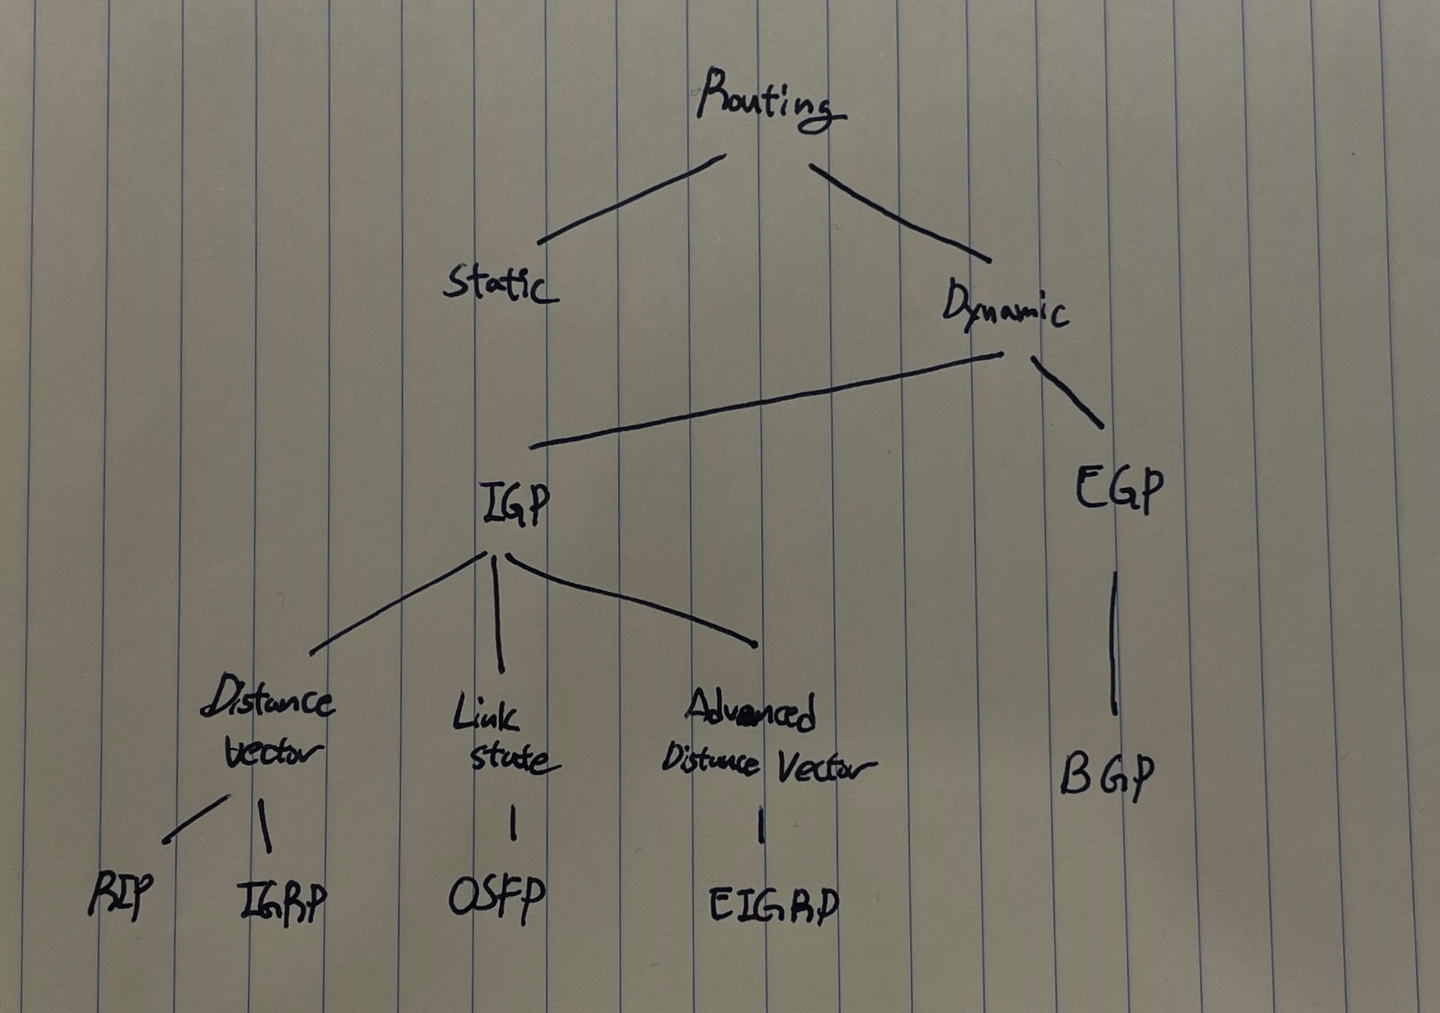 Routing
Static
Dynamic
IGP
EGP
Distance
Vector
Link
State
Advanced
Distance Vector
BGP
RIP
IGRP
OSFP
EIGRP